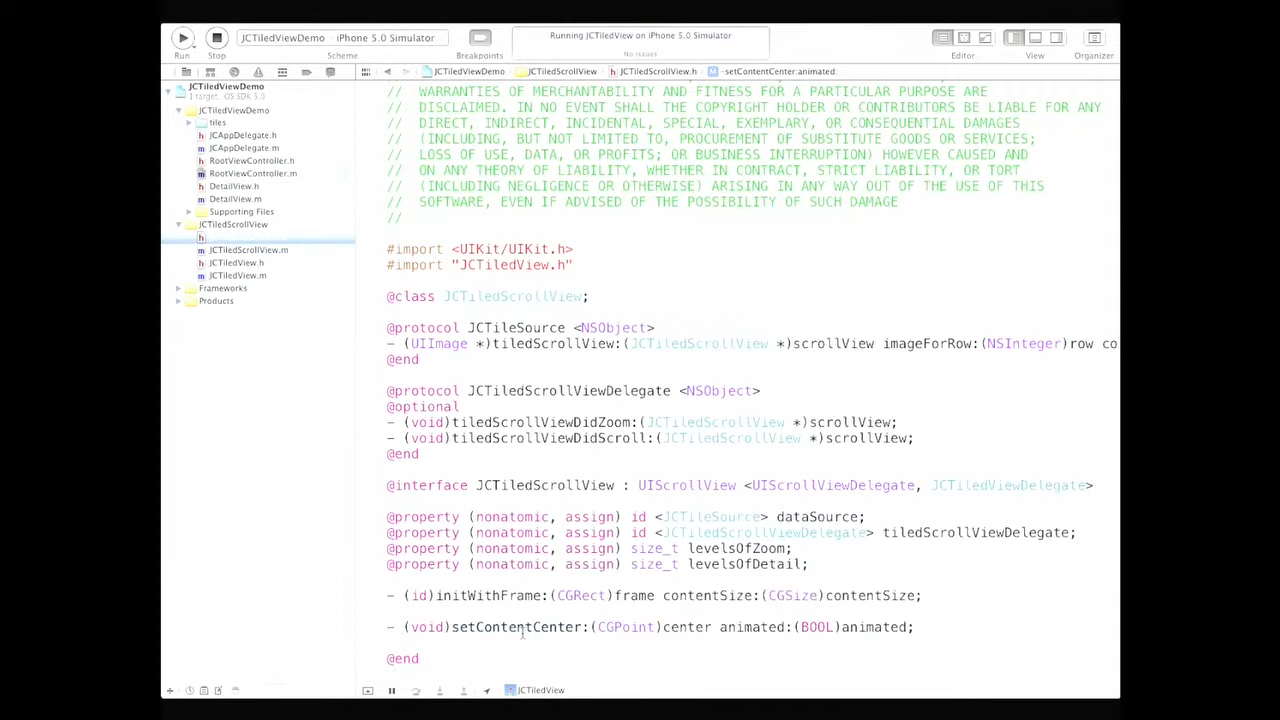 JCTiledViewDemo iPhone 5.0 Simulator
Running JCTiledView on iPhone 5.0 Simulator
No Issues
Run Stop Scheme Breakpoints Editor View Organizer
JCTiledViewDemo JCTiledScrollView JCTiledScrollView.h -setContentCenter:animated:
JCTiledViewDemo
1 target, OS SDK 5.0
JCTiledViewDemo
tiles
JCAppDelegate.h
JCAppDelegate.m
RootViewController.h
RootViewController.m
DetailView.h
DetailView.m
Supporting Files
JCTiledScrollView
JCTiledScrollView.m
JCTiledView.h
JCTiledView.m
Frameworks
Products
// WARRANTIES OF MERCHANTABILITY AND FITNESS FOR A PARTICULAR PURPOSE ARE
// DISCLAIMED. IN NO EVENT SHALL THE COPYRIGHT HOLDER OR CONTRIBUTORS BE LIABLE FOR ANY
// DIRECT, INDIRECT, INCIDENTAL, SPECIAL, EXEMPLARY, OR CONSEQUENTIAL DAMAGES
// (INCLUDING, BUT NOT LIMITED TO, PROCUREMENT OF SUBSTITUTE GOODS OR SERVICES;
// LOSS OF USE, DATA, OR PROFITS; OR BUSINESS INTERRUPTION) HOWEVER CAUSED AND
// ON ANY THEORY OF LIABILITY, WHETHER IN CONTRACT, STRICT LIABILITY, OR TORT
// (INCLUDING NEGLIGENCE OR OTHERWISE) ARISING IN ANY WAY OUT OF THE USE OF THIS
// SOFTWARE, EVEN IF ADVISED OF THE POSSIBILITY OF SUCH DAMAGE
//
#import <UIKit/UIKit.h>
#import "JCTiledView.h"
@class JCTiledScrollView;
@protocol JCTileSource <NSObject>
- (UIImage *)tiledScrollView:(JCTiledScrollView *)scrollView imageForRow:(NSInteger)row co
@end
@protocol JCTiledScrollViewDelegate <NSObject>
@optional
- (void)tiledScrollViewDidZoom:(JCTiledScrollView *)scrollView;
- (void)tiledScrollViewDidScroll:(JCTiledScrollView *)scrollView;
@end
@interface JCTiledScrollView : UIScrollView <UIScrollViewDelegate, JCTiledViewDelegate>
@property (nonatomic, assign) id <JCTileSource> dataSource;
@property (nonatomic, assign) id <JCTiledScrollViewDelegate> tiledScrollViewDelegate;
@property (nonatomic, assign) size_t levelsOfZoom;
@property (nonatomic, assign) size_t levelsOfDetail;
- (id)initWithFrame:(CGRect)frame contentSize:(CGSize)contentSize;
- (void)setContentCenter:(CGPoint)center animated:(BOOL)animated;
@end
JCTiledView